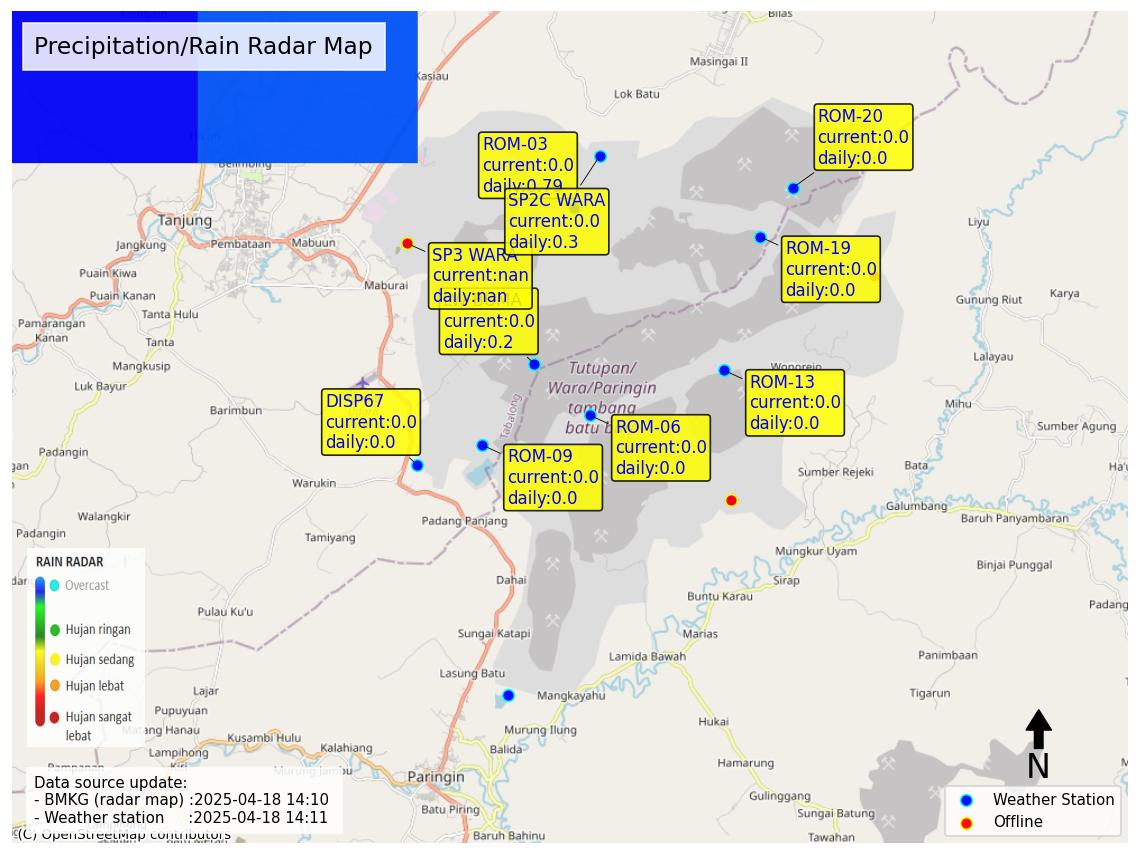 Precipitation/Rain Radar Map
Bilas
Masingai II
Kasiau
Lok Batu
Belimbing
ROM-20
current:0.0
daily:0.0
ROM-03
current:0.0
daily:0.79
SP2C WARA
current:0.0
daily:0.3
ROM-19
current:0.0
daily:0.0
SP3 WARA
current:nan
daily:nan
current:0.0
daily:0.2
Tanjung
Jangkung
Pembataan
Mabuun
Puain Kiwa
Maburai
Puain Kanan
Tanta Hulu
Pamarangan
Kanan
Tanta
Mangkusip
Luk Bayur
Barimbun
Liyu
Gunung Riut
Karya
Lalayau
Mihu
Sumber Agung
Wonorejo
Tutupan/
Wara/Paringin
tambang
batu b
Tabalong
ROM-13
current:0.0
daily:0.0
DISP67
current:0.0
daily:0.0
ROM-06
current:0.0
daily:0.0
ROM-09
current:0.0
daily:0.0
Padangin
Warukin
Walangkir
Padangin
Tamiyang
Padang Panjang
Sumber Rejeki
Bata
Galumbang
Baruh Panyambaran
Mungkur Uyam
Binjai Punggal
Sirap
Dahai
Buntu Karau
Padang
Pulau Ku'u
Sungai Katapi
Marias
Lamida Bawah
Panimbaan
Lasung Batu
Mangkayahu
Tigarun
Lajar
Pupuyuan
Matang Hanau
Hukai
Murung Ilung
Kusambi Hulu
Lampihong
Kiri
Kalahiang
Balida
Hamarung
Pampanan
Murung Jambu
Paringin
Gulinggang
Batu Piring
Sungai Batung
Baruh Bahinu
Tawahan
RAIN RADAR
Overcast
Hujan ringan
Hujan sedang
Hujan lebat
Hujan sangat
lebat
Data source update:
- BMKG (radar map) :2025-04-18 14:10
- Weather station :2025-04-18 14:11
(C) OpenStreetMap contributors
N
Weather Station
Offline